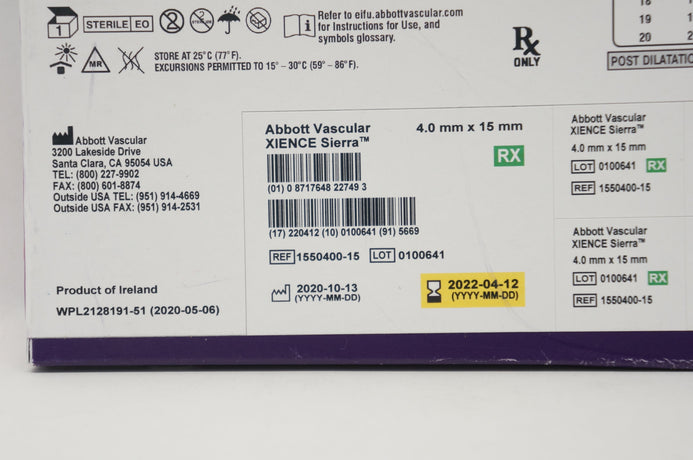 1
STERILE EO
2
2
STERILIZE
i
Refer to eifu.abbottvascular.com
for Instructions for Use, and
symbols glossary.
MR
STORE AT 25°C (77°F).
EXCURSIONS PERMITTED TO 15° – 30°C (59° – 86°F).
Rx
ONLY
18
19
20
POST DILATATIO
Abbott Vascular
3200 Lakeside Drive
Santa Clara, CA 95054 USA
TEL: (800) 227-9902
FAX: (800) 601-8874
Outside USA TEL: (951) 914-4669
Outside USA FAX: (951) 914-2531
Product of Ireland
WPL2128191-51 (2020-05-06)
Abbott Vascular 4.0 mm x 15 mm
XIENCE Sierra™
RX
(01) 0 8717648 22749 3
(17) 220412 (10) 0100641 (91) 5669
REF 1550400-15 LOT 0100641
2020-10-13
(YYYY-MM-DD)
2022-04-12
(YYYY-MM-DD)
Abbott Vascular
XIENCE Sierra™
4.0 mm x 15 mm
LOT 0100641 RX
REF 1550400-15
Abbott Vascular
XIENCE Sierra™
4.0 mm x 15 mm
LOT 0100641 RX
REF 1550400-15